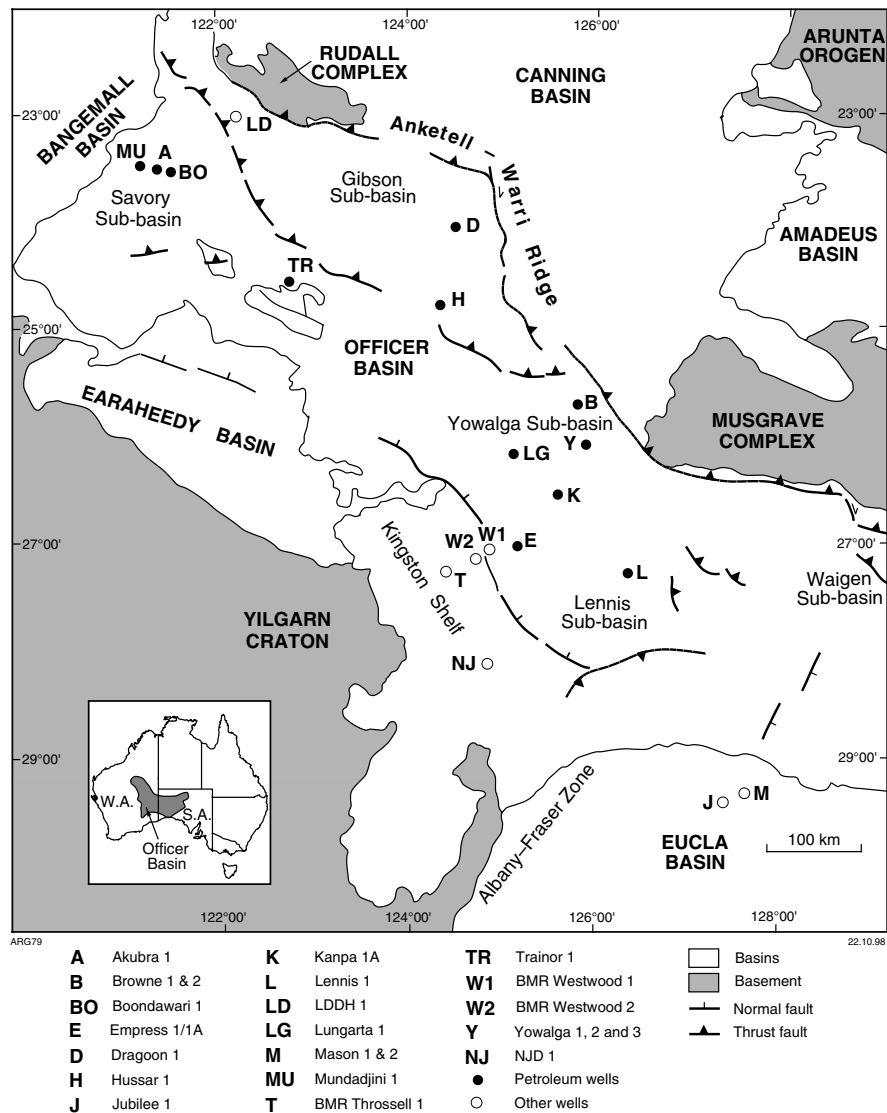 122°00'
124°00'
126°00'
RUDALL
COMPLEX
CANNING
BASIN
ARUNTA
OROGEN
23°00'
23°00'
BANGEMALL
BASIN
LD
Anketell – Warri Ridge
MU
A
BO
Savory
Sub-basin
Gibson
Sub-basin
D
AMADEUS
BASIN
TR
H
25°00'
25°00'
OFFICER
BASIN
EARAHEEDY BASIN
B
Yowalga Sub-basin
Y
LG
MUSGRAVE
COMPLEX
K
27°00'
27°00'
Kingston Shelf
W2
W1
E
T
L
Waigen
Sub-basin
Lennis
Sub-basin
YILGARN
CRATON
NJ
29°00'
29°00'
W.A.
S.A.
Officer
Basin
Albany–Fraser Zone
J
M
EUCLA
BASIN
100 km
122°00'
124°00'
126°00'
128°00'
ARG79
22.10.98
A Akubra 1
B Browne 1 & 2
BO Boondawari 1
E Empress 1/1A
D Dragoon 1
H Hussar 1
J Jubilee 1
K Kanpa 1A
L Lennis 1
LD LDDH 1
LG Lungarta 1
M Mason 1 & 2
MU Mundadjini 1
T BMR Throssell 1
TR Trainor 1
W1 BMR Westwood 1
W2 BMR Westwood 2
Y Yowalga 1, 2 and 3
NJ NJD 1
Petroleum wells
Other wells
Basins
Basement
Normal fault
Thrust fault